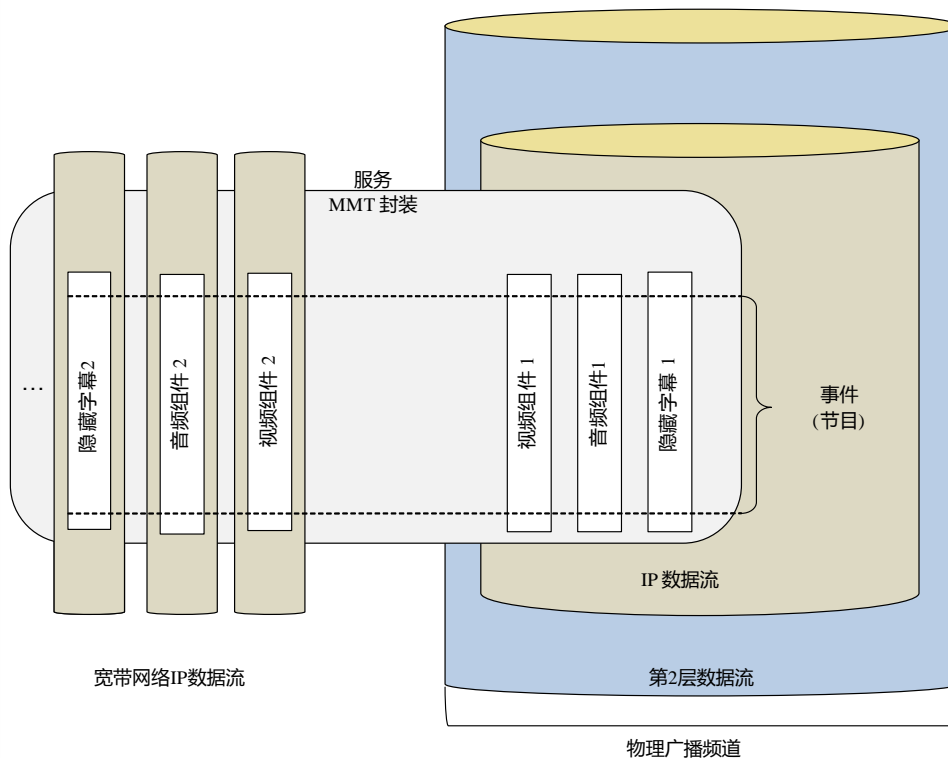 服务
MMT 封装
…
隐藏字幕2
音频组件 2
视频组件 2
视频组件 1
音频组件1
隐藏字幕 1
事件
(节目)
IP 数据流
宽带网络IP数据流
第2层数据流
物理广播频道